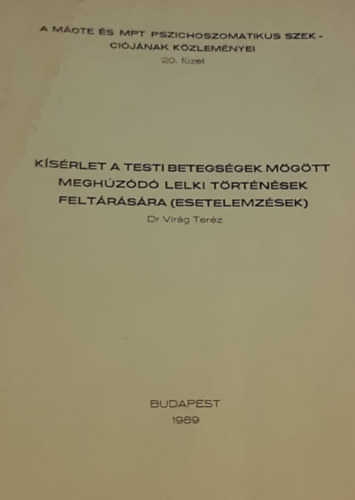 A MÁOTE ÉS MPT PSZICHOSZOMATIKUS SZEK-
CIÓJÁNAK KÖZLEMÉNYEI
20. füzet
KÍSÉRLET A TESTI BETEGSÉGEK MÖGÖTT
MEGHÚZÓDÓ LELKI TÖRTÉNÉSEK
FELTÁRÁSÁRA (ESETELEMZÉSEK)
Dr Virág Teréz
BUDAPEST
1989